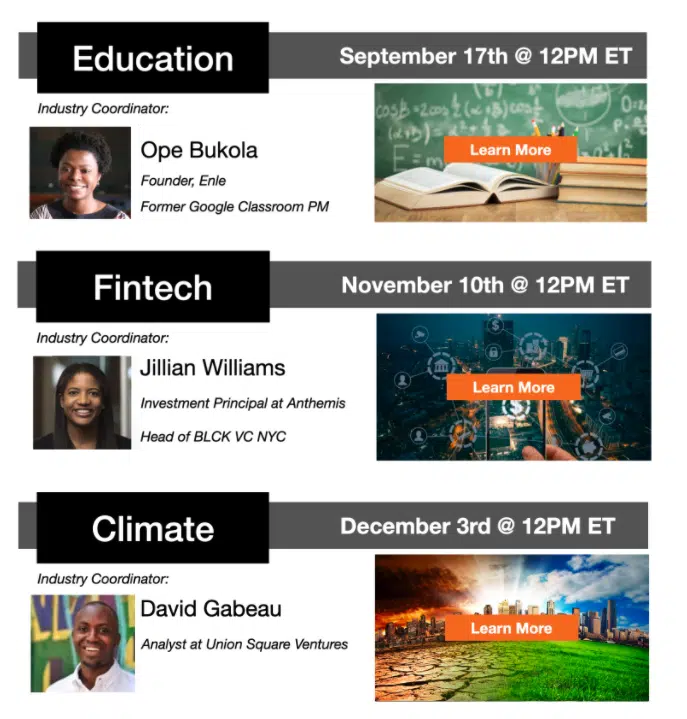 Education
September 17th @ 12PM ET
Industry Coordinator:
Ope Bukola
Founder, Enle
Former Google Classroom PM
Learn More
Fintech
November 10th @ 12PM ET
Industry Coordinator:
Jillian Williams
Investment Principal at Anthemis
Head of BLCK VC NYC
Learn More
Climate
December 3rd @ 12PM ET
Industry Coordinator:
David Gabeau
Analyst at Union Square Ventures
Learn More